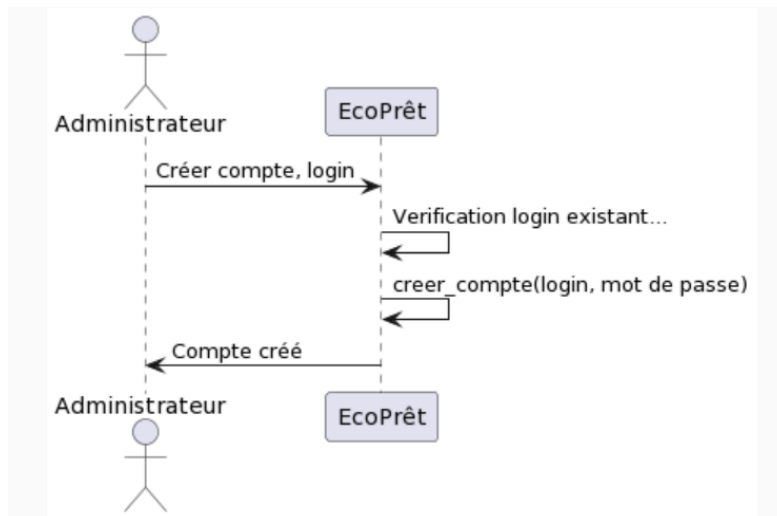 Administrateur
EcoPrêt
Créer compte, login
Verification login existant...
creer_compte(login, mot de passe)
Compte créé
Administrateur
EcoPrêt